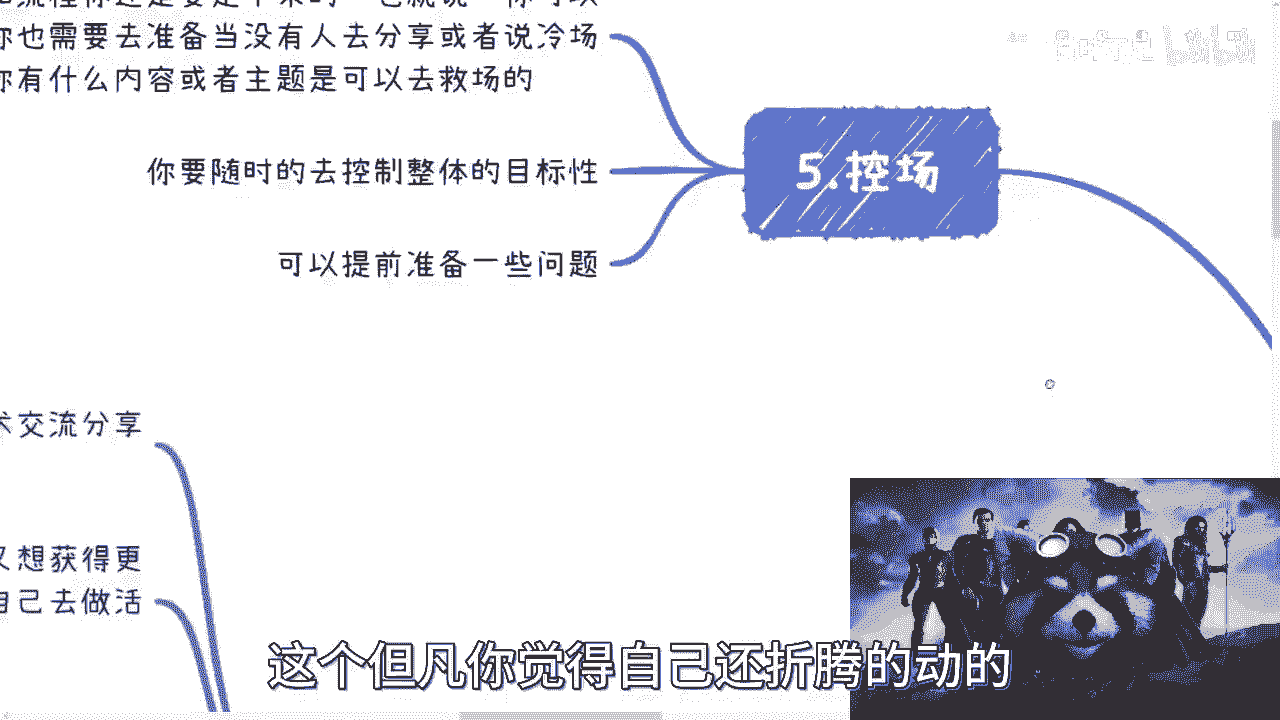 你也需要去准备当没有人去分享或者说冷场
你有什么内容或者主题是可以去救场的
你要随时的去控制整体的目标性
可以提前准备一些问题
5.控场
术交流分享
又想获得更
自己去做活
这个但凡你觉得自己还折腾的动的